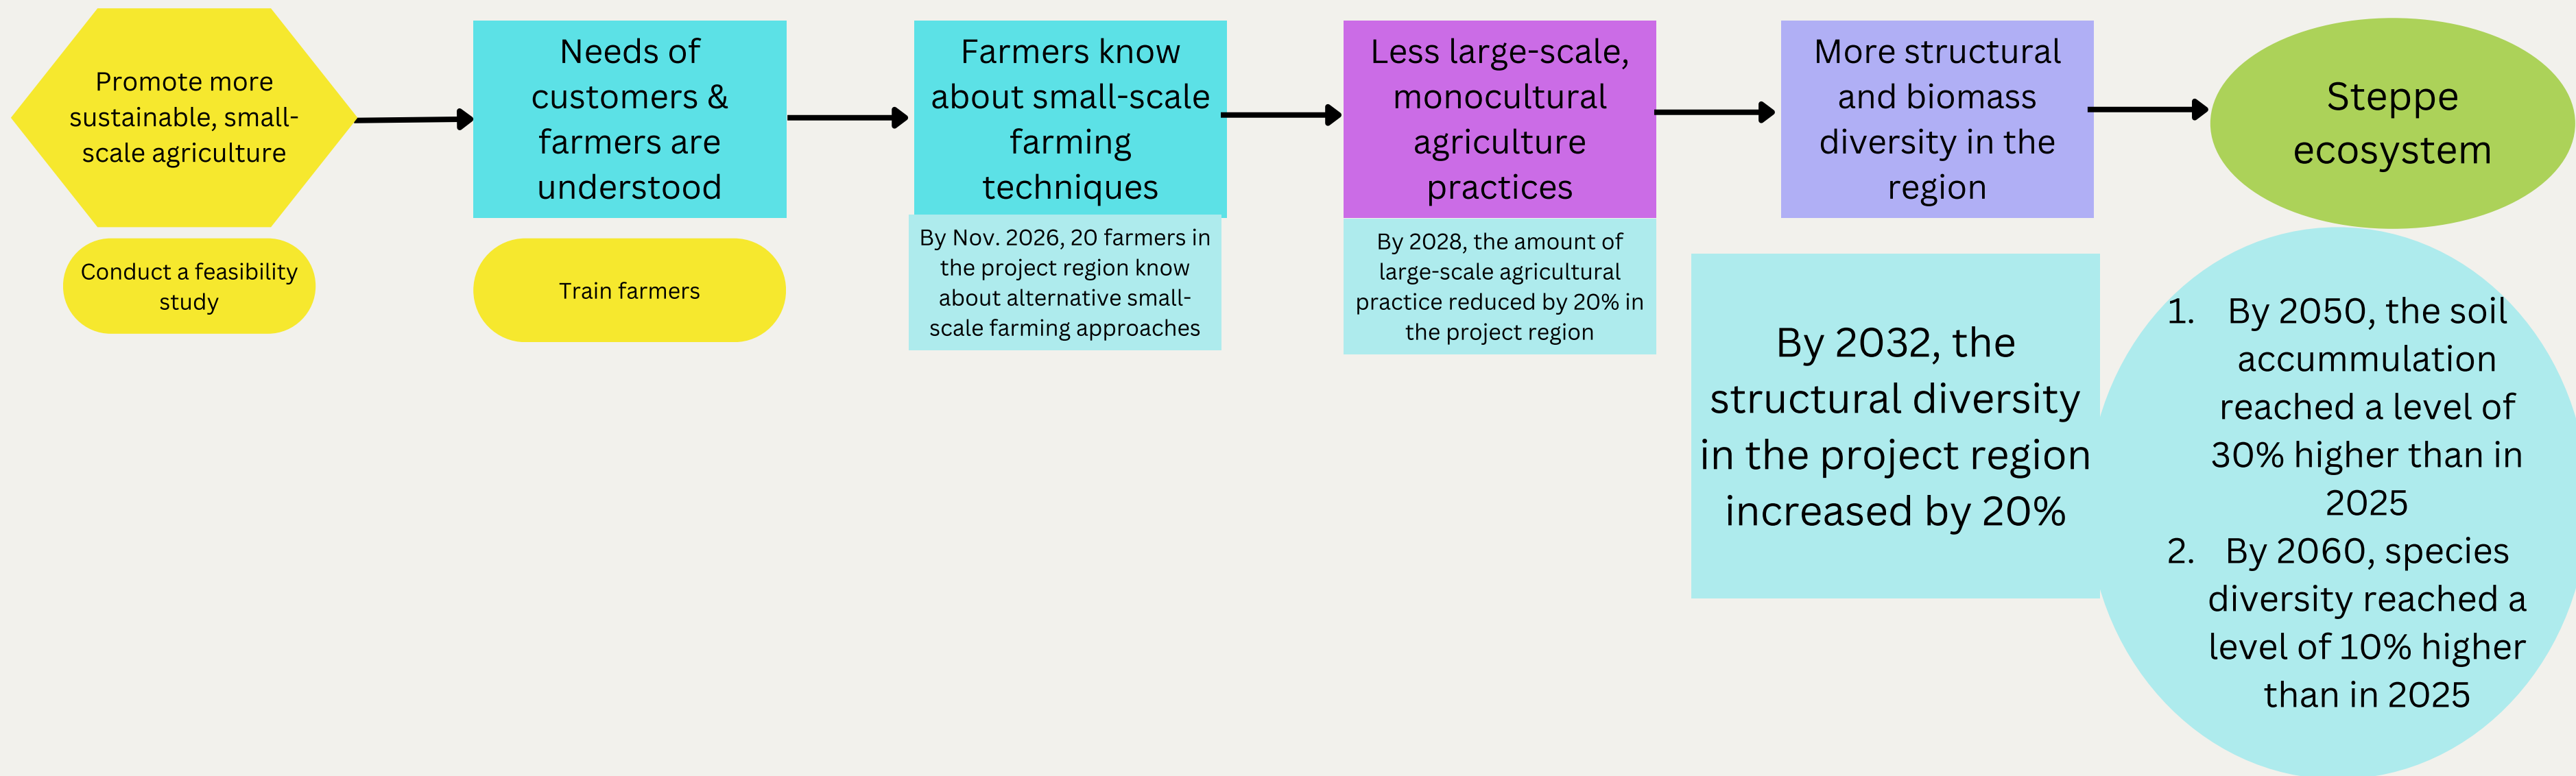 Promote more
sustainable, small-
scale agriculture
Needs of
customers &
farmers are
understood
Farmers know
about small-scale
farming
techniques
Less large-scale,
monocultural
agriculture
practices
More structural
and biomass
diversity in the
region
Steppe
ecosystem
Conduct a feasibility
study
Train farmers
By Nov. 2026, 20 farmers in
the project region know
about alternative small-
scale farming approaches
By 2028, the amount of
large-scale agricultural
practice reduced by 20% in
the project region
By 2032, the
structural diversity
in the project region
increased by 20%
1. By 2050, the soil
accummulation
reached a level of
30% higher than in
2025
2. By 2060, species
diversity reached a
level of 10% higher
than in 2025